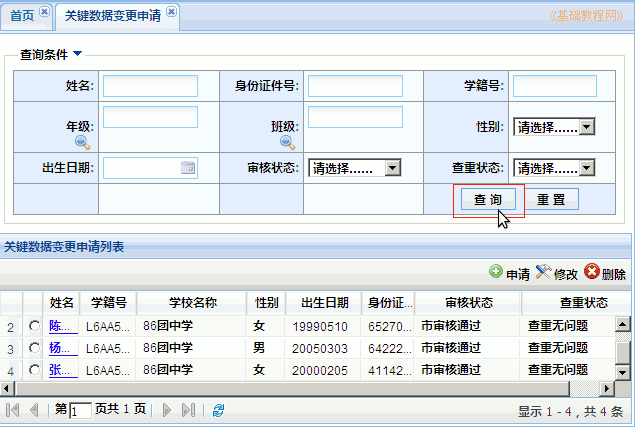 首页 关键数据变更申请 《基础教程网》
查询条件
姓名: 身份证件号: 学籍号:
年级: 班级: 性别: 请选择......
出生日期: 审核状态: 请选择...... 查重状态: 请选择......
查 询 重 置
关键数据变更申请列表
申请 修改 删除
姓名 学籍号 学校名称 性别 出生日期 身份证... 审核状态 查重状态
2 陈... L6AA5... 86团中学 女 19990510 65270... 市审核通过 查重无问题
3 杨... L6AA5... 86团中学 男 20050303 64222... 市审核通过 查重无问题
4 张... L6AA5... 86团中学 女 20000205 41142... 市审核通过 查重无问题
第 1 页共 1 页 显示 1 - 4，共 4 条